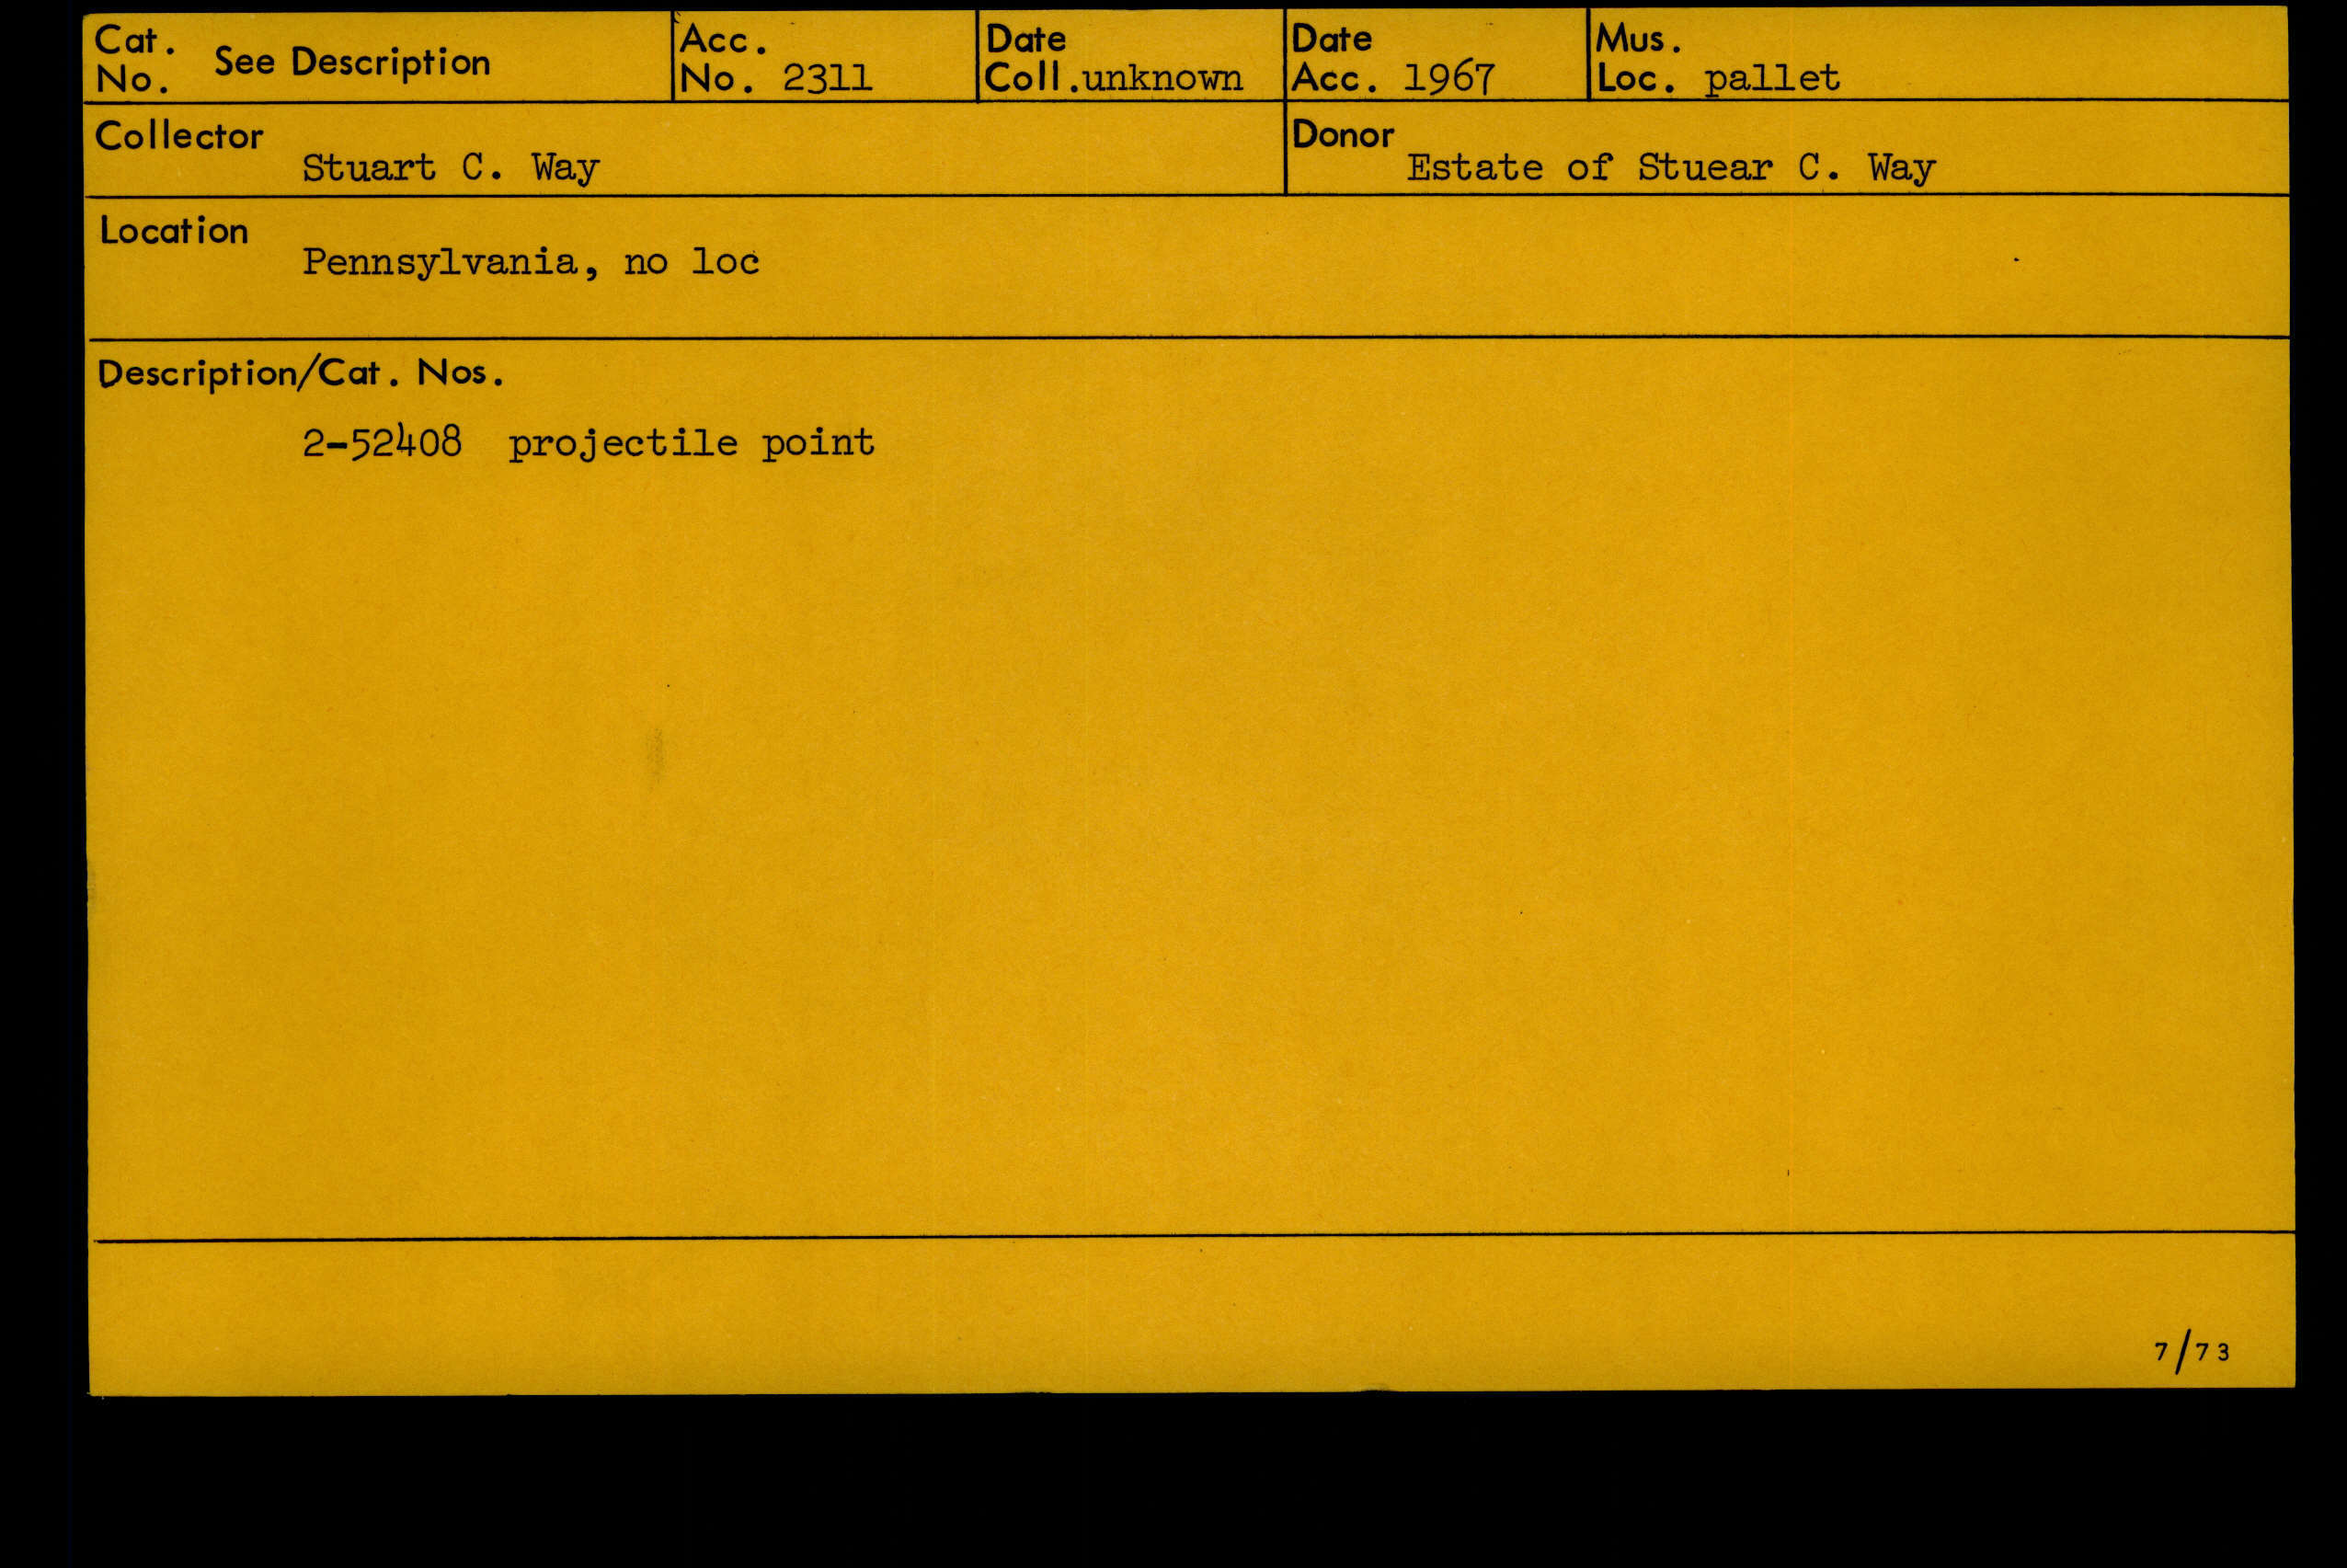 Cat. No. See Description
Acc. No. 2311
Date Coll. unknown
Date Acc. 1967
Mus. Loc. pallet
Collector
Stuart C. Way
Donor
Estate of Stuear C. Way
Location
Pennsylvania, no loc
Description/Cat. Nos.
2-52408 projectile point
7/73